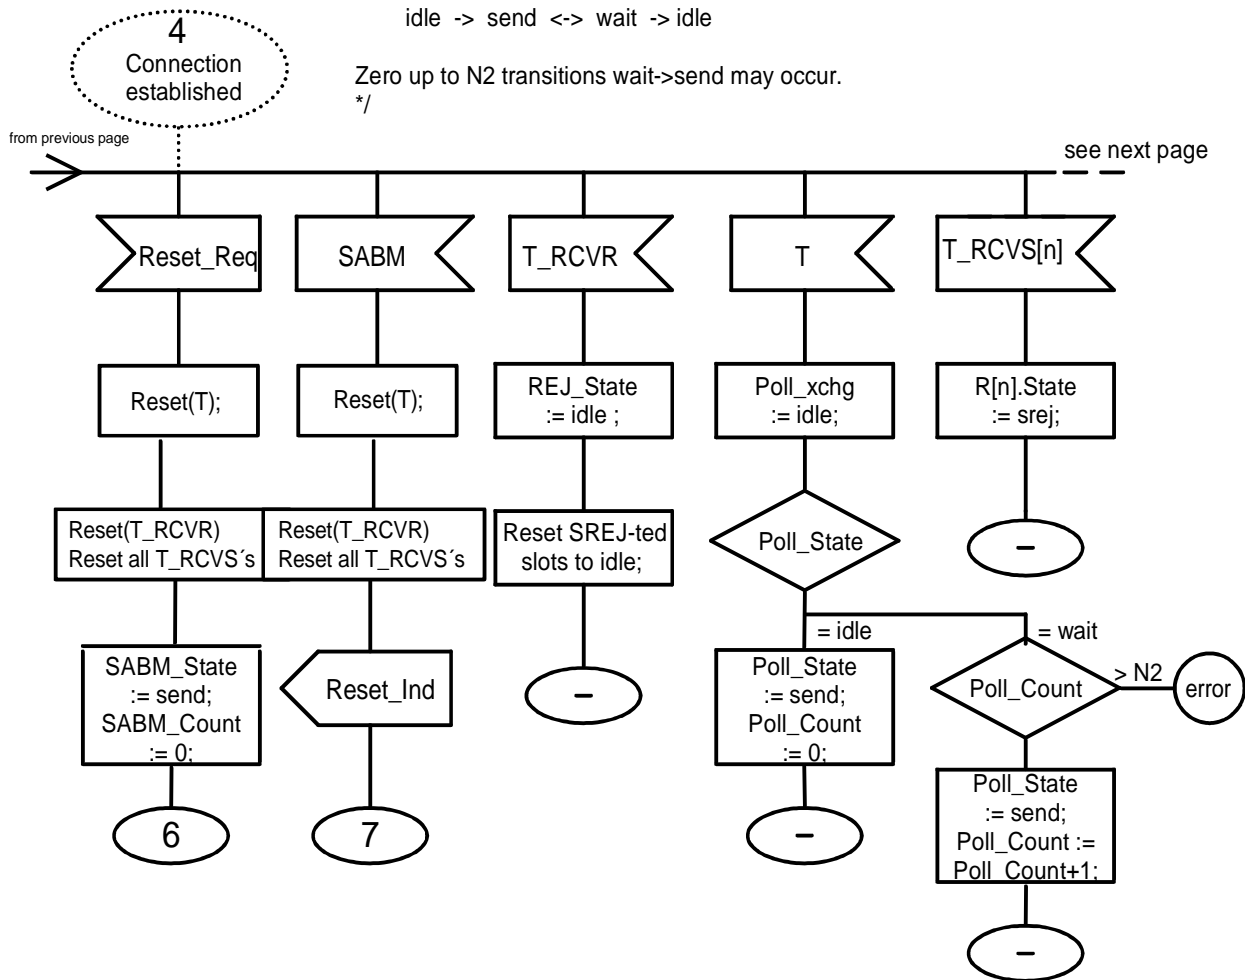 idle -> send <-> wait -> idle
Zero up to N2 transitions wait->send may occur.
*/
4
Connection
established
from previous page
see next page
Reset_Req
SABM
T_RCVR
T
T_RCVS[n]
Reset(T);
Reset(T);
REJ_State
:= idle ;
Poll_xchg
:= idle;
R[n].State
:= srej;
Reset(T_RCVR)
Reset all T_RCVS´s
Reset(T_RCVR)
Reset all T_RCVS´s
Reset SREJ-ted
slots to idle;
Poll_State
–
= idle
= wait
SABM_State
:= send;
SABM_Count
:= 0;
Reset_Ind
–
Poll_State
:= send;
Poll_Count
:= 0;
Poll_Count
> N2
error
6
7
–
Poll_State
:= send;
Poll_Count :=
Poll_Count+1;
–